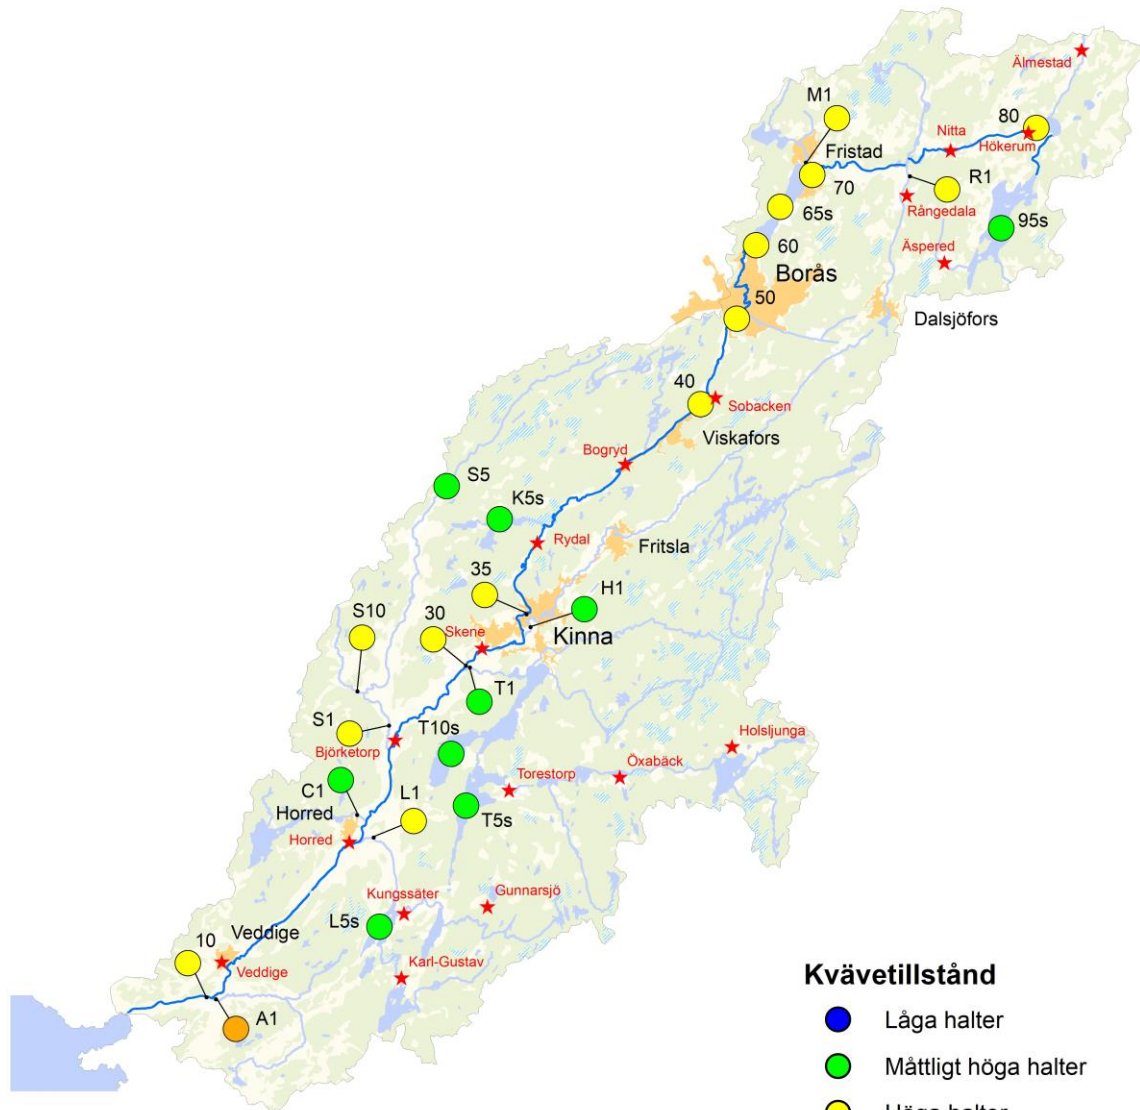 Älmestad
M1
80
Nitta
Hökerum
Fristad
R1
70
Rångedala
65s
95s
60
Äspered
Borås
50
Dalsjöfors
40
Sobacken
Viskafors
Bogryd
S5
K5s
Rydal
Fritsla
35
H1
S10
30
Skene
Kinna
T1
S1
T10s
Holsljunga
Björketorp
Öxabäck
C1
L1
Torestorp
Horred
T5s
Horred
Kungssäter
Gunnarsjö
L5s
10
Veddige
Veddige
Karl-Gustav
A1
Kvävetillstånd
Låga halter
Måttligt höga halter
Höga halter